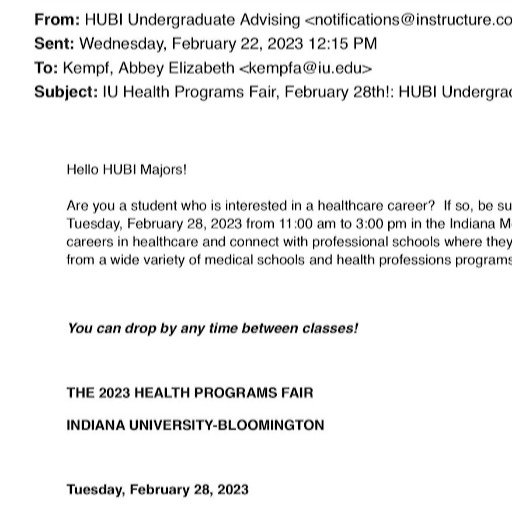 From: HUBI Undergraduate Advising <notifications@instructure.co
Sent: Wednesday, February 22, 2023 12:15 PM
To: Kempf, Abbey Elizabeth <kempfa@iu.edu>
Subject: IU Health Programs Fair, February 28th!: HUBI Undergrad
Hello HUBI Majors!
Are you a student who is interested in a healthcare career? If so, be su
Tuesday, February 28, 2023 from 11:00 am to 3:00 pm in the Indiana M
careers in healthcare and connect with professional schools where they
from a wide variety of medical schools and health professions programs
You can drop by any time between classes!
THE 2023 HEALTH PROGRAMS FAIR
INDIANA UNIVERSITY-BLOOMINGTON
Tuesday, February 28, 2023